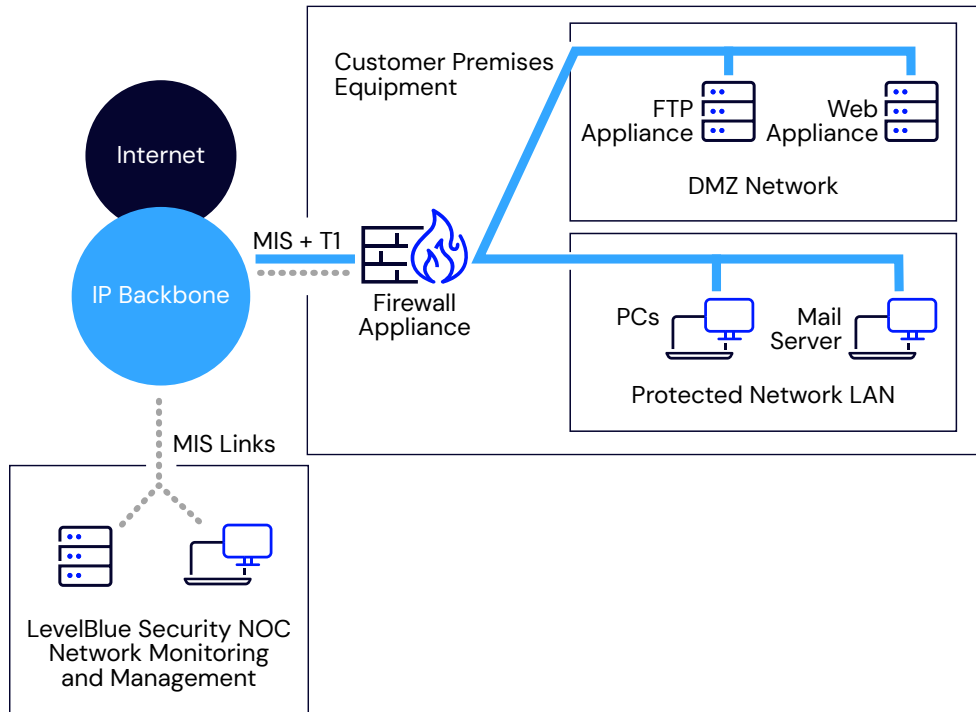 Customer Premises
Equipment
FTP
Appliance
Web
Appliance
DMZ Network
Internet
MIS + T1
IP Backbone
Firewall
Appliance
PCs
Mail
Server
Protected Network LAN
MIS Links
LevelBlue Security NOC
Network Monitoring
and Management